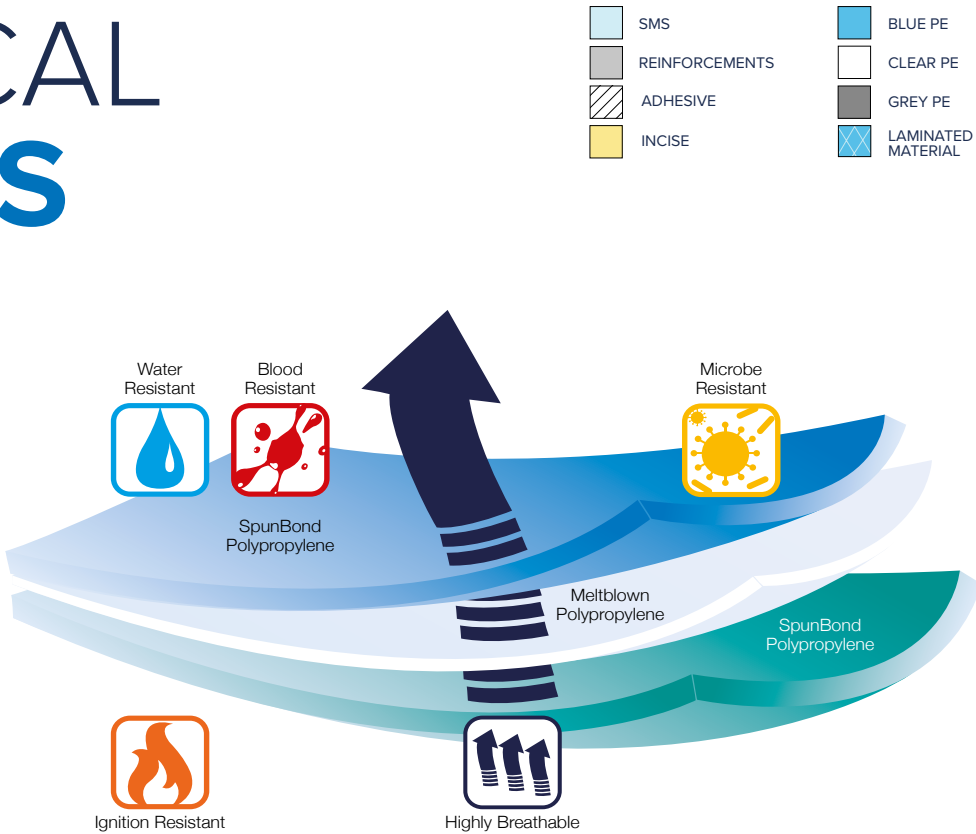 CAL
S
SMS
REINFORCEMENTS
ADHESIVE
INCISE
BLUE PE
CLEAR PE
GREY PE
LAMINATED
MATERIAL
Water
Resistant
Blood
Resistant
Microbe
Resistant
SpunBond
Polypropylene
Meltblown
Polypropylene
SpunBond
Polypropylene
Ignition Resistant
Highly Breathable